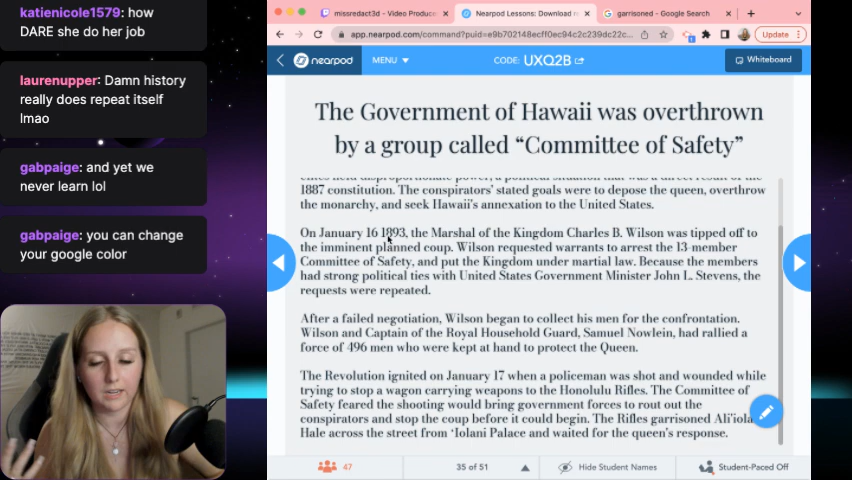 katienicole1579: how
DARE she do her job
laurenupper: Damn history
really does repeat itself
lmao
gabpaige: and yet we
never learn lol
gabpaige: you can change
your google color
missredact3d - Video Produce
Nearpod Lessons: Download r
garrisoned - Google Search
app.nearpod.com/command?puid=e9b702148ecff0ec94c2c239dc22c...
Update
nearpod
MENU
CODE: UXQ2B
Whiteboard
The Government of Hawaii was overthrown
by a group called “Committee of Safety”
elites held disproportionate power, a political situation that was a direct result of the
1887 constitution. The conspirators' stated goals were to depose the queen, overthrow
the monarchy, and seek Hawaii's annexation to the United States.
On January 16 1893, the Marshal of the Kingdom Charles B. Wilson was tipped off to
the imminent planned coup. Wilson requested warrants to arrest the 13-member
Committee of Safety, and put the Kingdom under martial law. Because the members
had strong political ties with United States Government Minister John L. Stevens, the
requests were repeated.
After a failed negotiation, Wilson began to collect his men for the confrontation.
Wilson and Captain of the Royal Household Guard, Samuel Nowlein, had rallied a
force of 496 men who were kept at hand to protect the Queen.
The Revolution ignited on January 17 when a policeman was shot and wounded while
trying to stop a wagon carrying weapons to the Honolulu Rifles. The Committee of
Safety feared the shooting would bring government forces to rout out the
conspirators and stop the coup before it could begin. The Rifles garrisoned Ali'iola
Hale across the street from ‘Iolani Palace and waited for the queen's response.
47
35 of 51
Hide Student Names
Student-Paced Off